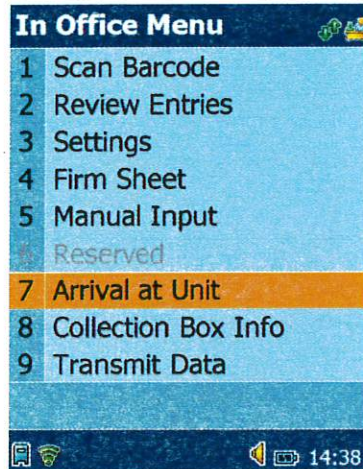 In Office Menu
1 Scan Barcode
2 Review Entries
3 Settings
4 Firm Sheet
5 Manual Input
6 Reserved
7 Arrival at Unit
8 Collection Box Info
9 Transmit Data
14:38